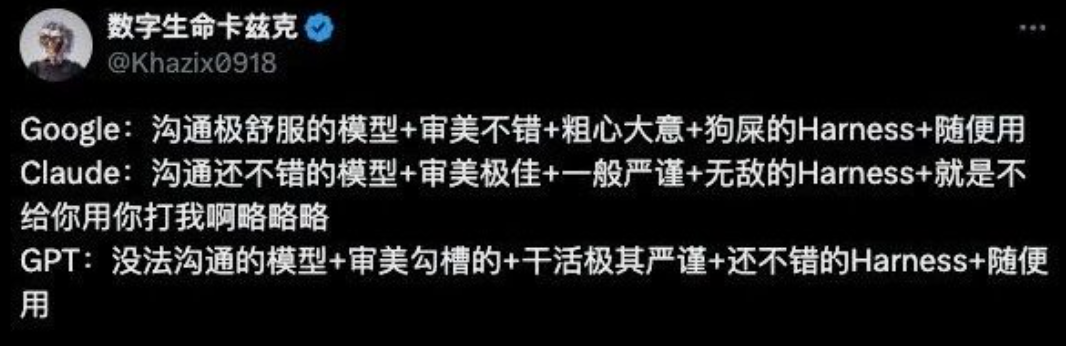 数字生命卡兹克
@Khazix0918
Google：沟通极舒服的模型+审美不错+粗心大意+狗屎的Harness+随便用
Claude：沟通还不错的模型+审美极佳+一般严谨+无敌的Harness+就是不
给你用你打我啊略略略
GPT：没法沟通的模型+审美勾槽的+干活极其严谨+还不错的Harness+随便
用